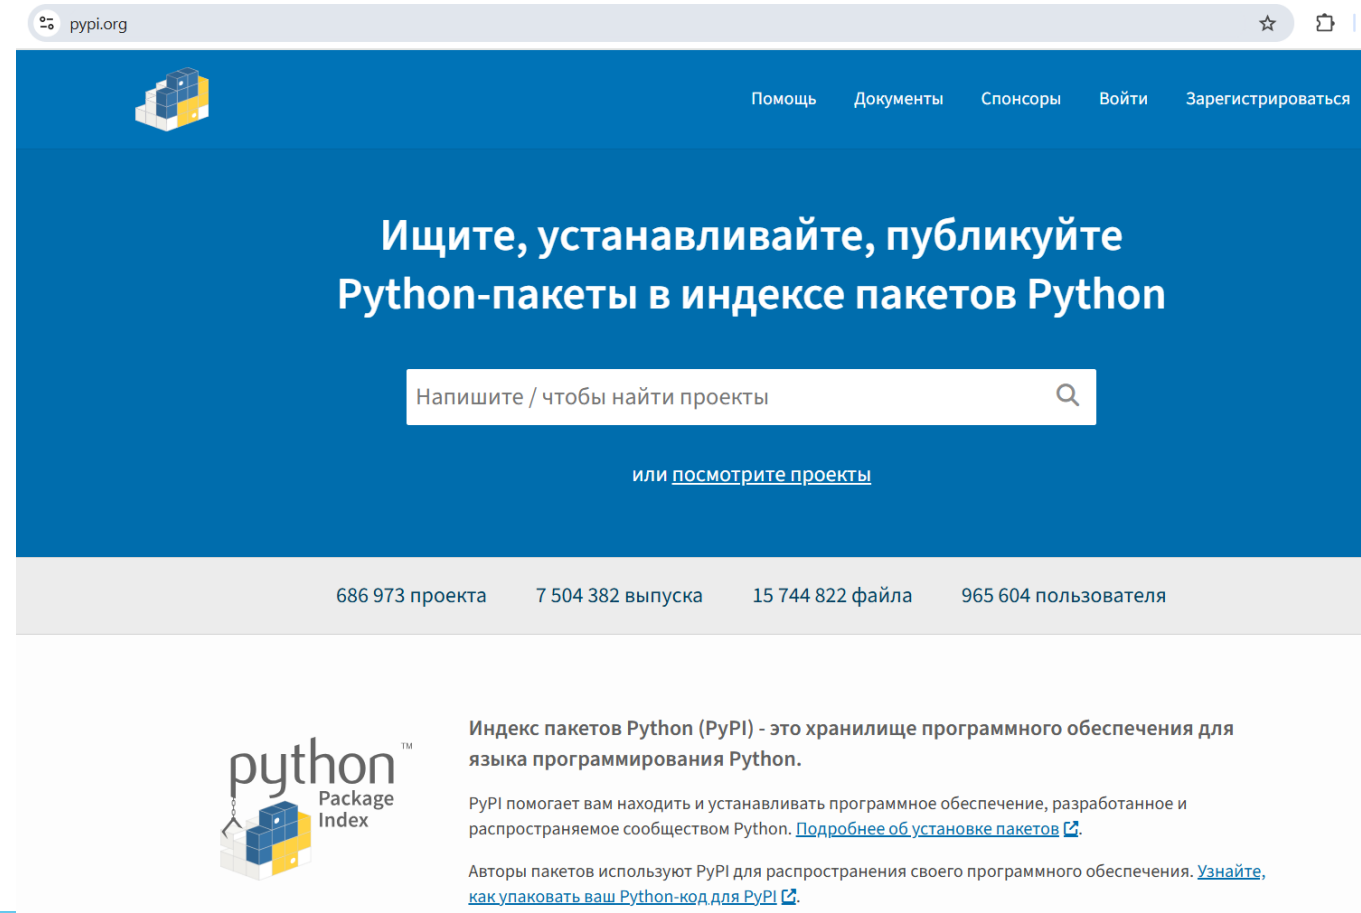 pypi.org
Помощь Документы Спонсоры Войти Зарегистрироваться
Ищите, устанавливайте, публикуйте
Python-пакеты в индексе пакетов Python
Напишите / чтобы найти проекты
или посмотрите проекты
686 973 проекта 7 504 382 выпуска 15 744 822 файла 965 604 пользователя
python™
Package
Index
Индекс пакетов Python (PyPI) - это хранилище программного обеспечения для
языка программирования Python.
PyPI помогает вам находить и устанавливать программное обеспечение, разработанное и
распространяемое сообществом Python. Подробнее об установке пакетов.
Авторы пакетов используют PyPI для распространения своего программного обеспечения. Узнайте,
как упаковать ваш Python-код для PyPI.